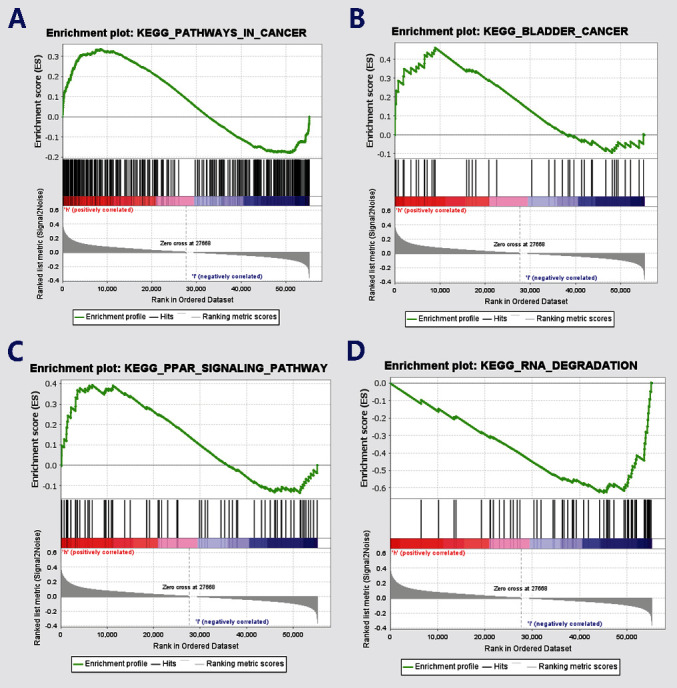 A
Enrichment plot: KEGG_PATHWAYS_IN_CANCER
Enrichment score (ES)
0.3
0.2
0.1
0.0
-0.1
-0.2
'h' (positively correlated)
Ranked list metric (Signal2Noise)
0.6
0.4
0.2
0.0
-0.2
-0.4
Zero cross at 27668
'l' (negatively correlated)
0 10,000 20,000 30,000 40,000 50,000
Rank in Ordered Dataset
Enrichment profile Hits Ranking metric scores
B
Enrichment plot: KEGG_BLADDER_CANCER
Enrichment score (ES)
0.4
0.3
0.2
0.1
0.0
-0.1
'h' (positively correlated)
Ranked list metric (Signal2Noise)
0.6
0.4
0.2
0.0
-0.2
-0.4
Zero cross at 27668
'l' (negatively correlated)
0 10,000 20,000 30,000 40,000 50,000
Rank in Ordered Dataset
Enrichment profile Hits Ranking metric scores
C
Enrichment plot: KEGG_PPAR_SIGNALING_PATHWAY
Enrichment score (ES)
0.4
0.3
0.2
0.1
0.0
-0.1
'h' (positively correlated)
Ranked list metric (Signal2Noise)
0.6
0.4
0.2
0.0
-0.2
-0.4
Zero cross at 27668
'l' (negatively correlated)
0 10,000 20,000 30,000 40,000 50,000
Rank in Ordered Dataset
Enrichment profile Hits Ranking metric scores
D
Enrichment plot: KEGG_RNA_DEGRADATION
Enrichment score (ES)
0.0
-0.1
-0.2
-0.3
-0.4
-0.5
-0.6
'h' (positively correlated)
Ranked list metric (Signal2Noise)
0.6
0.4
0.2
0.0
-0.2
-0.4
Zero cross at 27668
'l' (negatively correlated)
0 10,000 20,000 30,000 40,000 50,000
Rank in Ordered Dataset
Enrichment profile Hits Ranking metric scores